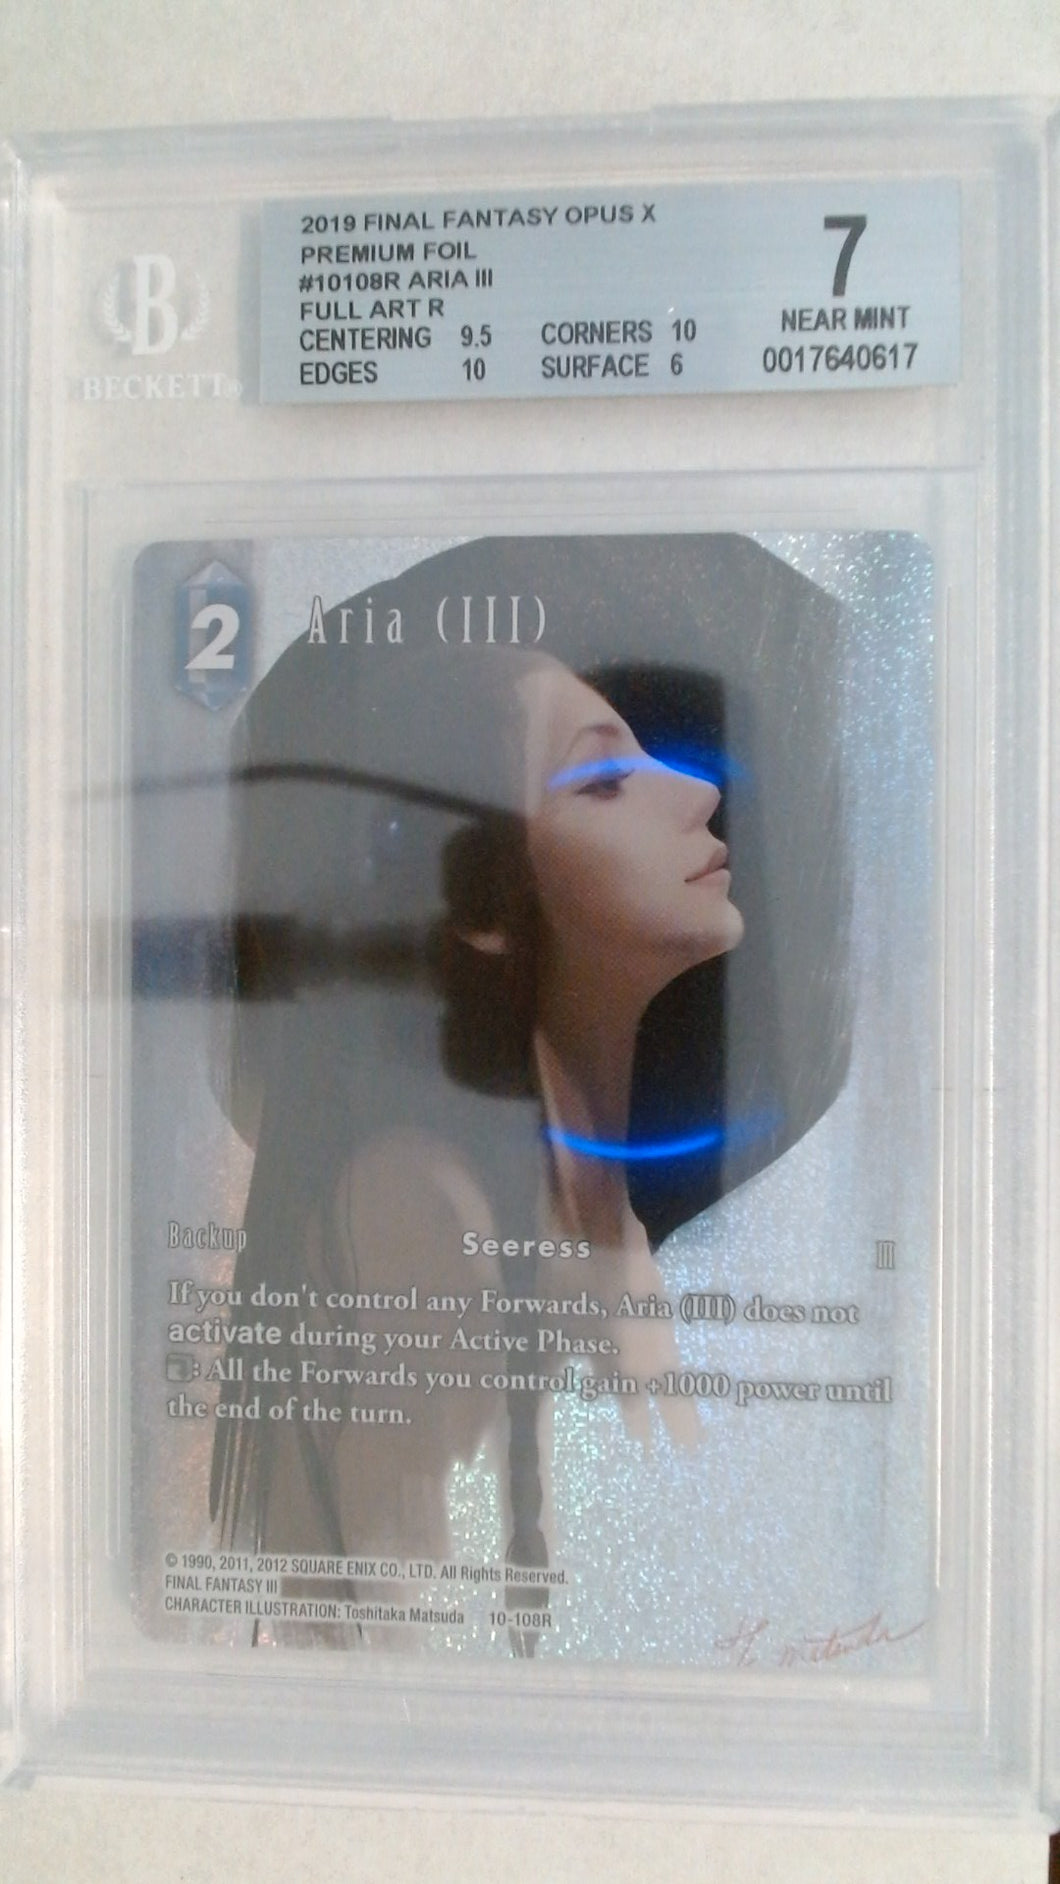 B
BECKETT®
2019 FINAL FANTASY OPUS X
PREMIUM FOIL
#10108R ARIA III
FULL ART R
CENTERING 9.5 CORNERS 10
EDGES 10 SURFACE 6
7
NEAR MINT
0017640617
2
Aria (III)
Backup Seeress III
If you don't control any Forwards, Aria (III) does not
activate during your Active Phase.
: All the Forwards you control gain +1000 power until
the end of the turn.
© 1990, 2011, 2012 SQUARE ENIX CO., LTD. All Rights Reserved.
FINAL FANTASY III
CHARACTER ILLUSTRATION: Toshitaka Matsuda 10-108R